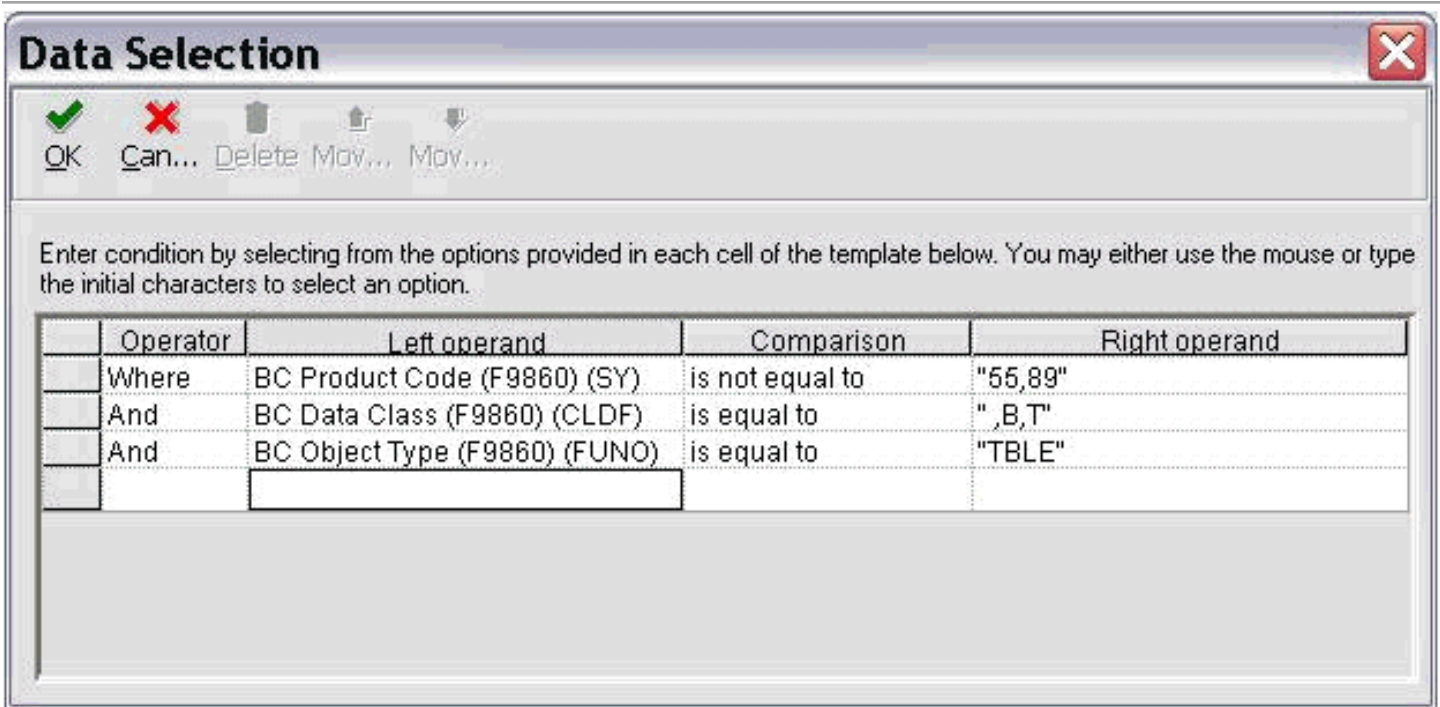 Data Selection
OK Can... Delete Mov... Mov...
Enter condition by selecting from the options provided in each cell of the template below. You may either use the mouse or type
the initial characters to select an option.
Operator Left operand Comparison Right operand
Where BC Product Code (F9860) (SY) is not equal to "55,89"
And BC Data Class (F9860) (CLDF) is equal to " ,B,T"
And BC Object Type (F9860) (FUNO) is equal to "TBLE"